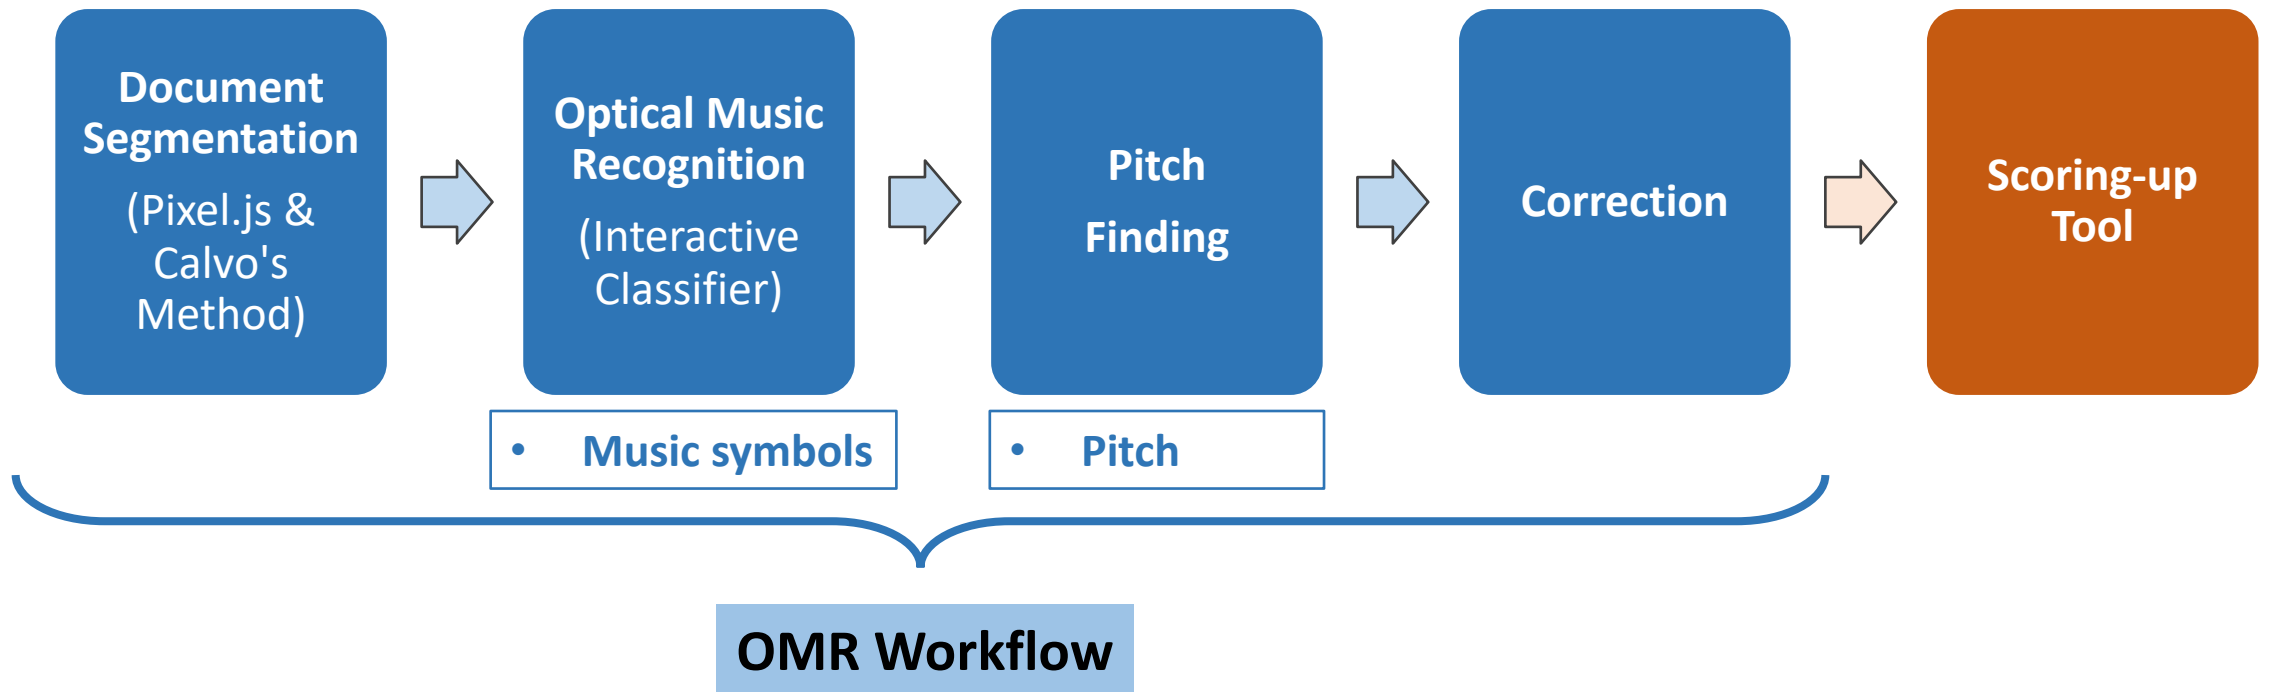 Document
Segmentation
(Pixel.js &
Calvo's
Method)
Optical Music
Recognition
(Interactive
Classifier)
Pitch
Finding
Correction
Scoring-up
Tool
• Music symbols
• Pitch
OMR Workflow